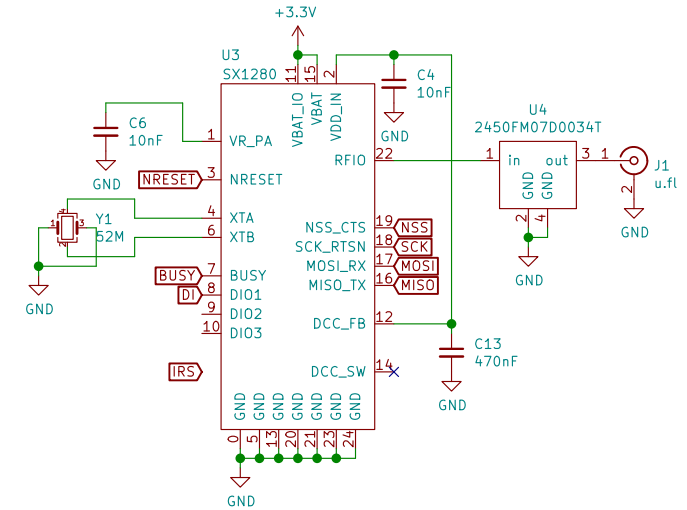 +3.3V
U3
SX1280
11
15
2
VBAT_IO
VBAT
VDD_IN
C4
10nF
GND
C6
10nF
GND
1
VR_PA
RFIO
22
U4
2450FM07D0034T
1
in
out
3
1
GND
GND
2
4
GND
J1
u.fl
2
GND
NRESET
3
NRESET
Y1
52M
1
2
3
4
GND
4
XTA
6
XTB
NSS_CTS
19
NSS
SCK_RTSN
18
SCK
MOSI_RX
17
MOSI
MISO_TX
16
MISO
BUSY
7
BUSY
DI
8
DIO1
9
DIO2
10
DIO3
DCC_FB
12
C13
470nF
GND
IRS
DCC_SW
14
GND
GND
GND
GND
GND
GND
GND
0
5
13
20
21
23
24
GND